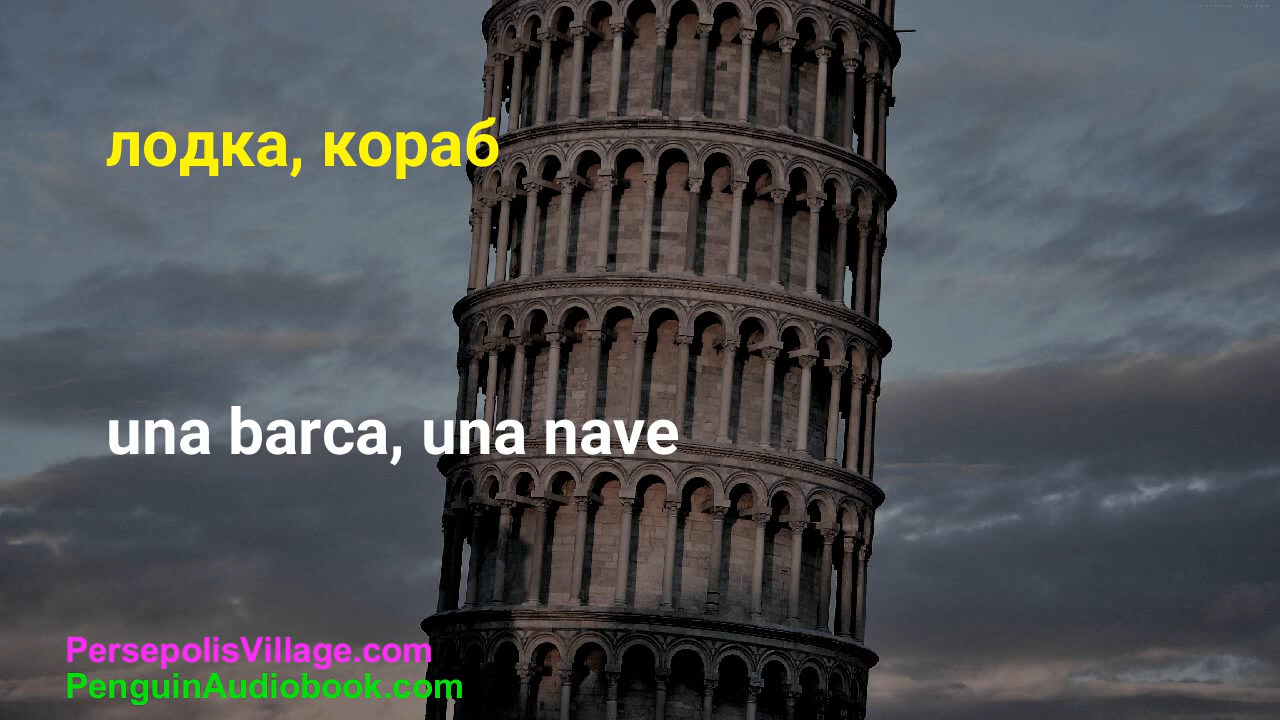 лодка, кораб
una barca, una nave
PersepolisVillage.com
PenguinAudiobook.com